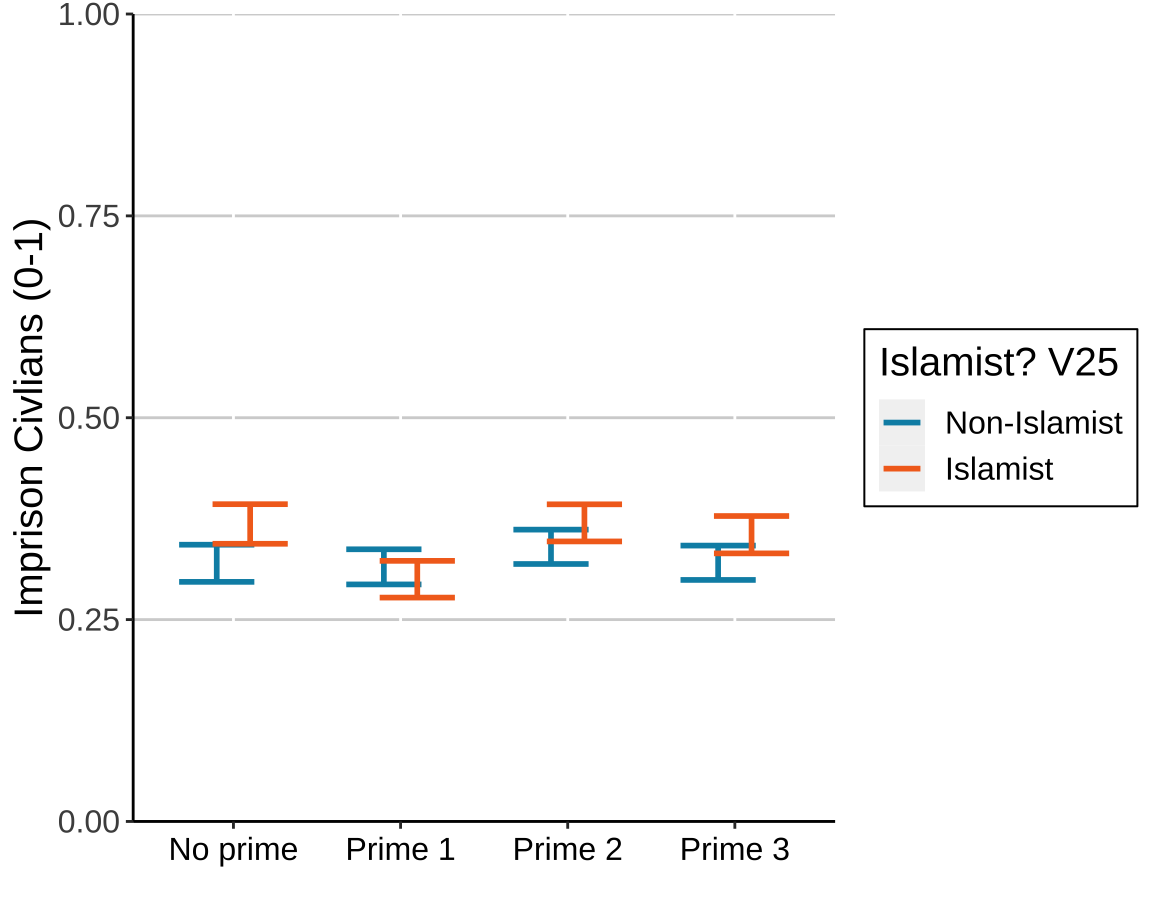 1.00
0.75
0.50
0.25
0.00
Imprison Civlians (0-1)
No prime
Prime 1
Prime 2
Prime 3
Islamist? V25
Non-Islamist
Islamist